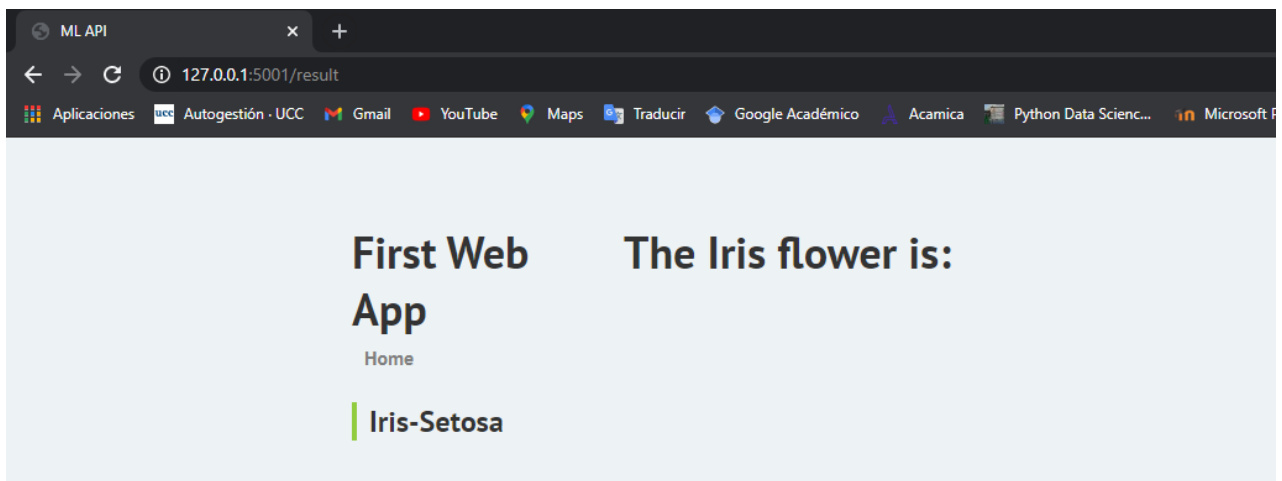 ML API
127.0.0.1:5001/result
Aplicaciones ucc Autogestión · UCC Gmail YouTube Maps Traducir Google Académico Acamica Python Data Scienc... Microsoft
First Web The Iris flower is:
App
Home
Iris-Setosa